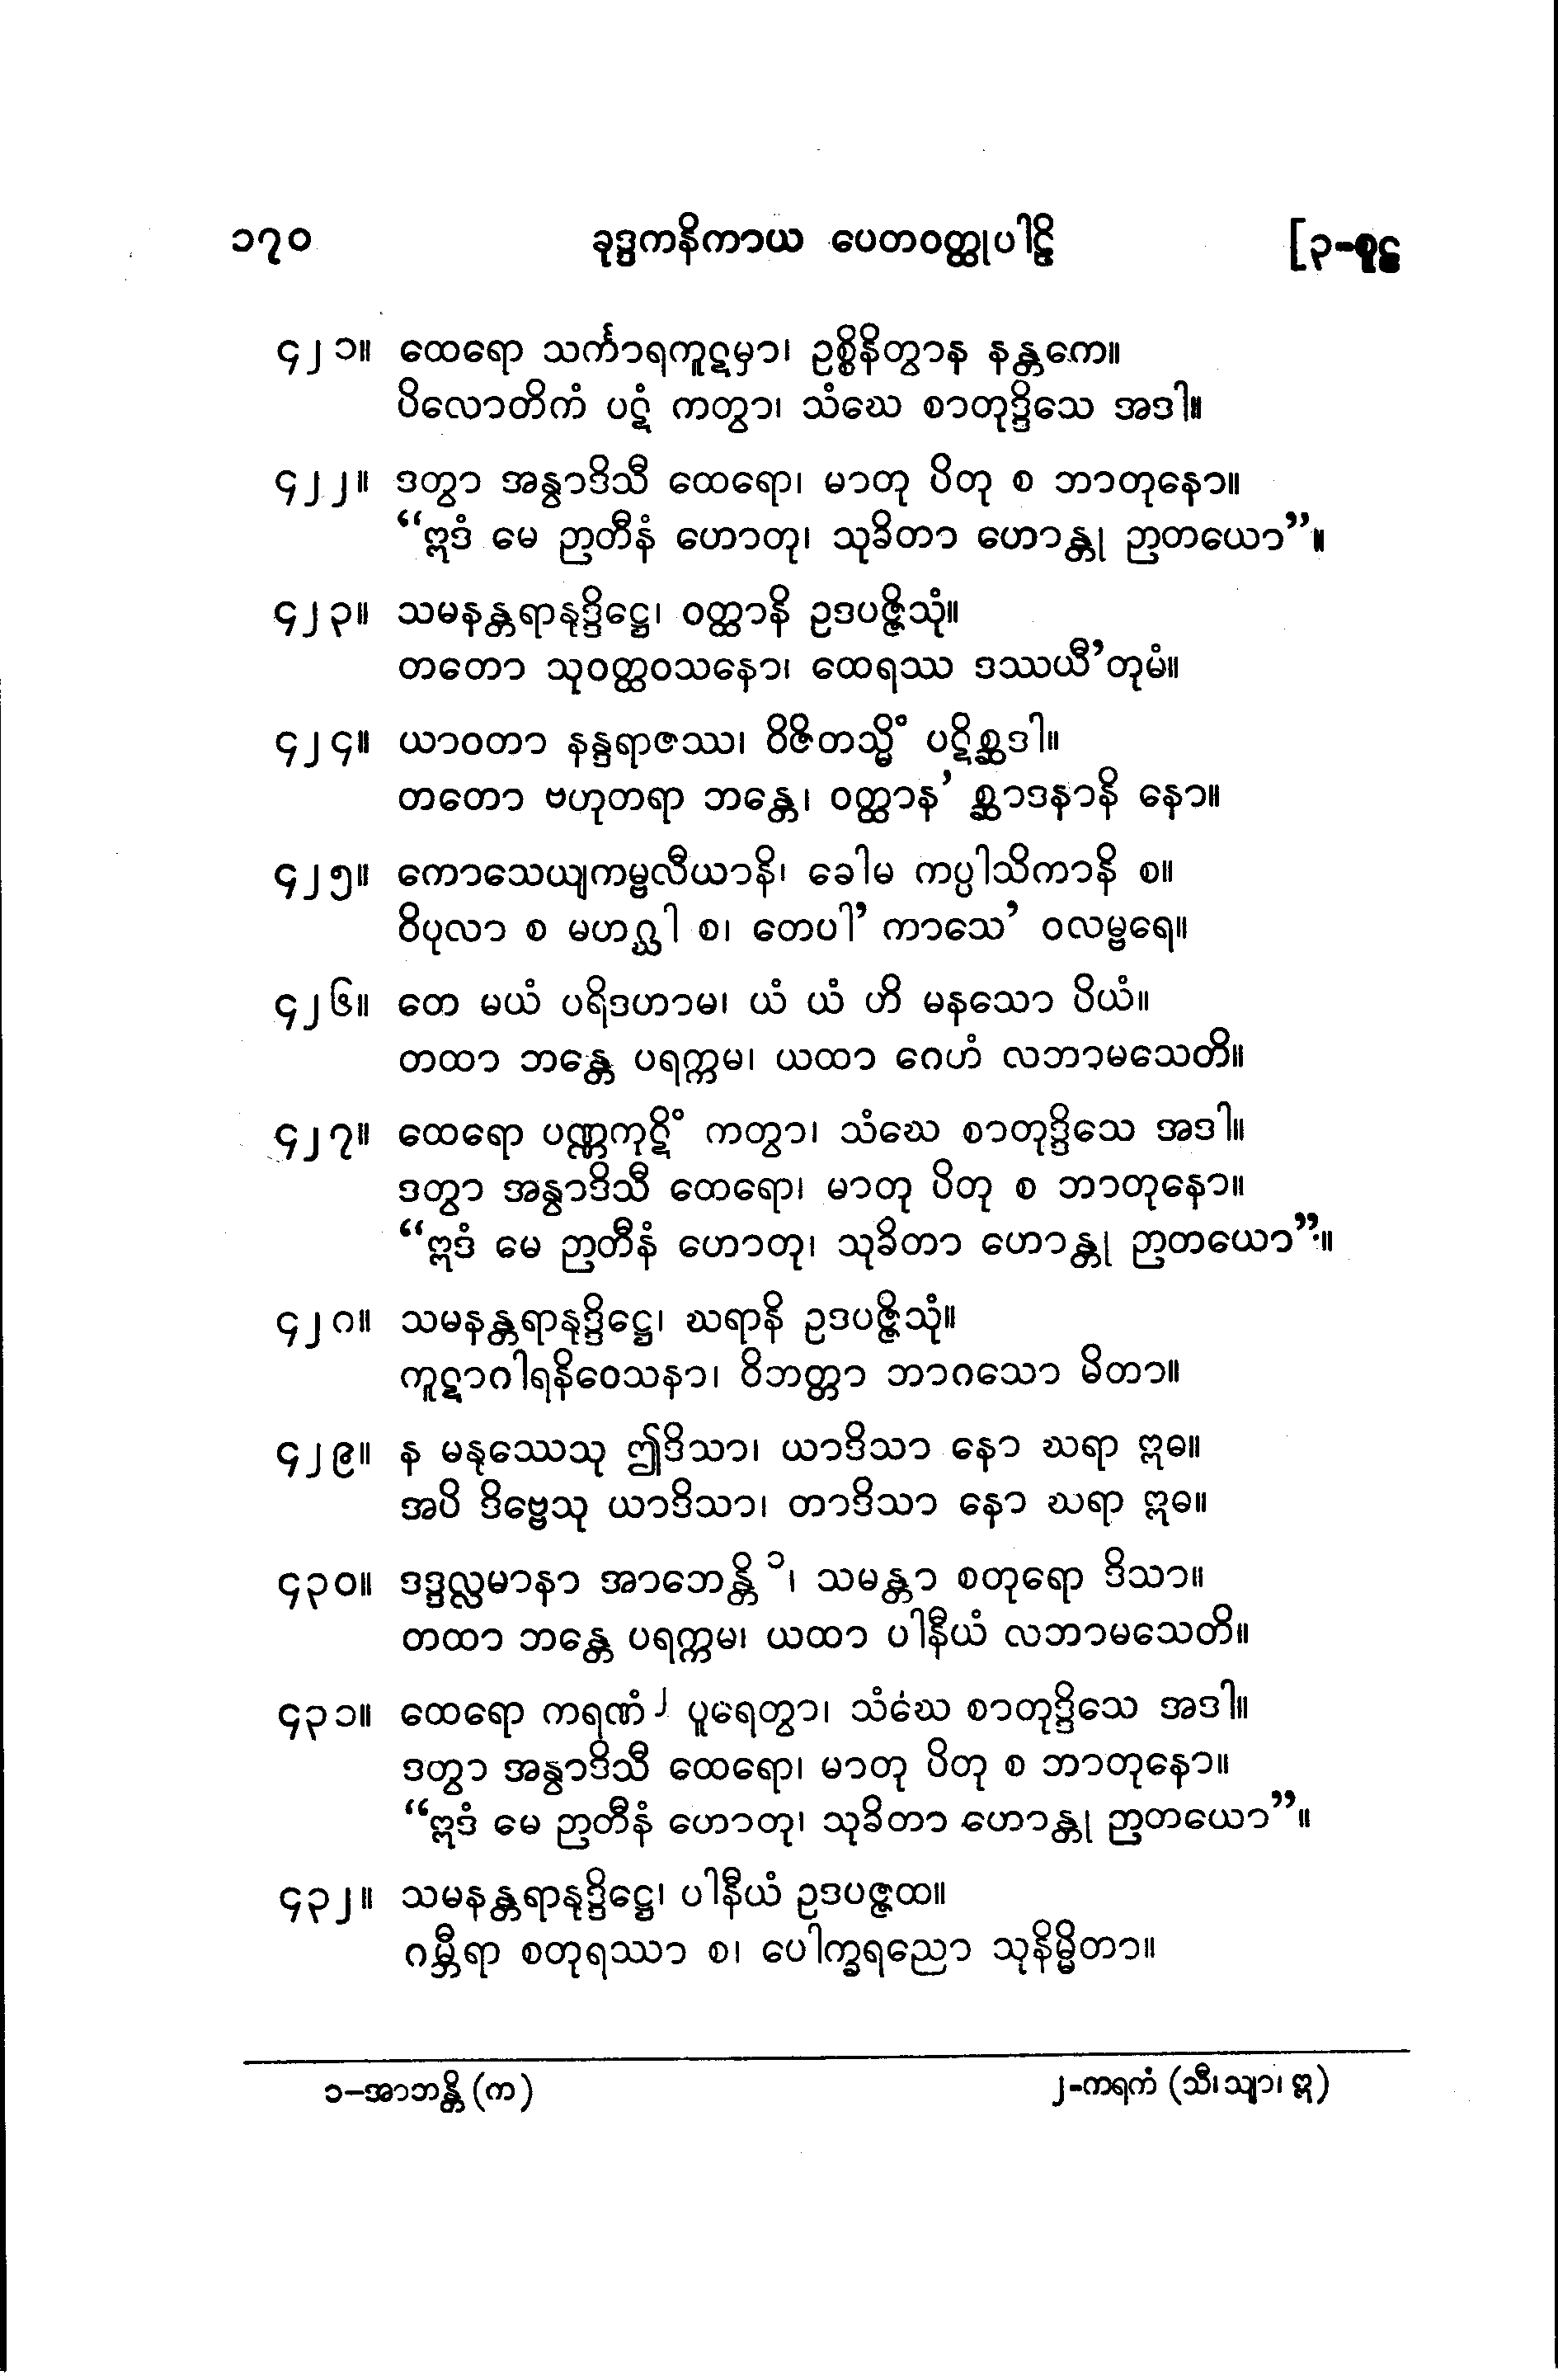 ၁၇၀ ခုဒ္ဒကနိကာယ ပေတဝတ္ထုပါဠိ [၃-စူဠ
၄၂၁။ ထေရော သင်္ကာရကူဋမှာ၊ ဥစ္စိနိတွာန နန္တကေ။
ပိလောတိကံ ပဋံ ကတွာ၊ သံဃေ စာတုဒ္ဒိသေ အဒါ။
၄၂၂။ ဒတွာ အနွာဒိသီ ထေရော၊ မာတု ပိတု စ ဘာတုနော။
“ဣဒံ မေ ဉာတီနံ ဟောတု၊ သုခိတာ ဟောန္တု ဉာတယော”။
၄၂၃။ သမနန္တရာနုဒ္ဒိဋ္ဌေ၊ ဝတ္ထာနိ ဥဒပဇ္ဇိသုံ။
တတော သုဝတ္ထဝသနော၊ ထေရဿ ဒဿယီ’တုမံ။
၄၂၄။ ယာဝတာ နန္ဒရာဇဿ၊ ဝိဇိတသ္မိံ ပဋိစ္ဆဒါ။
တတော ဗဟုတရာ ဘန္တေ၊ ဝတ္ထာန’ စ္ဆာဒနာနိ နော။
၄၂၅။ ကောသေယျကမ္ဗလီယာနိ၊ ခေါမ ကပ္ပါသိကာနိ စ။
ဝိပုလာ စ မဟဂ္ဃါ စ၊ တေပါ’ ကာသေ’ ဝလမ္ဗရေ။
၄၂၆။ တေ မယံ ပရိဒဟာမ၊ ယံ ယံ ဟိ မနသော ပိယံ။
တထာ ဘန္တေ ပရက္ကမ၊ ယထာ ဂေဟံ လဘာမသေတိ။
၄၂၇။ ထေရော ပဏ္ဏကုဋိံ ကတွာ၊ သံဃေ စာတုဒ္ဒိသေ အဒါ။
ဒတွာ အနွာဒိသီ ထေရော၊ မာတု ပိတု စ ဘာတုနော။
“ဣဒံ မေ ဉာတီနံ ဟောတု၊ သုခိတာ ဟောန္တု ဉာတယော”။
၄၂၈။ သမနန္တရာနုဒ္ဒိဋ္ဌေ၊ ဃရာနိ ဥဒပဇ္ဇိသုံ။
ကူဋာဂါရနိဝေသနာ၊ ဝိဘတ္တာ ဘာဂသော မိတာ။
၄၂၉။ န မနုဿေသု ဤဒိသာ၊ ယာဒိသာ နော ဃရာ ဣဓ။
အပိ ဒိဗ္ဗေသု ယာဒိသာ၊ တာဒိသာ နော ဃရာ ဣဓ။
၄၃၀။ ဒဒ္ဒလ္လမာနာ အာဘေန္တိ ၁၊ သမန္တာ စတုရော ဒိသာ။
တထာ ဘန္တေ ပရက္ကမ၊ ယထာ ပါနီယံ လဘာမသေတိ။
၄၃၁။ ထေရော ကရဏံ ၂ ပူရေတွာ၊ သံဃေ စာတုဒ္ဒိသေ အဒါ။
ဒတွာ အနွာဒိသီ ထေရော၊ မာတု ပိတု စ ဘာတုနော။
“ဣဒံ မေ ဉာတီနံ ဟောတု၊ သုခိတာ ဟောန္တု ဉာတယော”။
၄၃၂။ သမနန္တရာနုဒ္ဒိဋ္ဌေ၊ ပါနီယံ ဥဒပဇ္ဇထ။
ဂမ္ဘီရာ စတုရဿာ စ၊ ပေါက္ခရညော သုနိမ္မိတာ။
၁-အာဘန္တိ (က) ၂-ကရကံ (သီ၊ သျာ၊ ဣ)